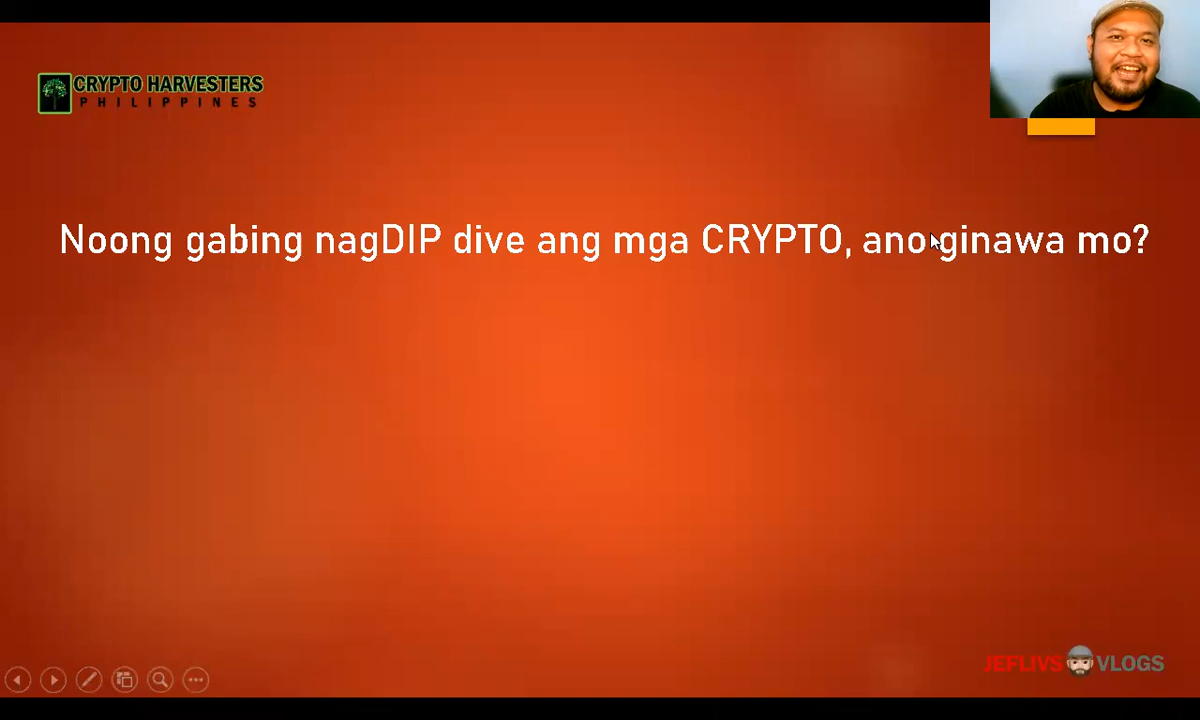 CRYPTO HARVESTERS
PHILIPPINES
Noong gabing nagDIP dive ang mga CRYPTO, ano ginawa mo?
JEFLIVS VLOGS